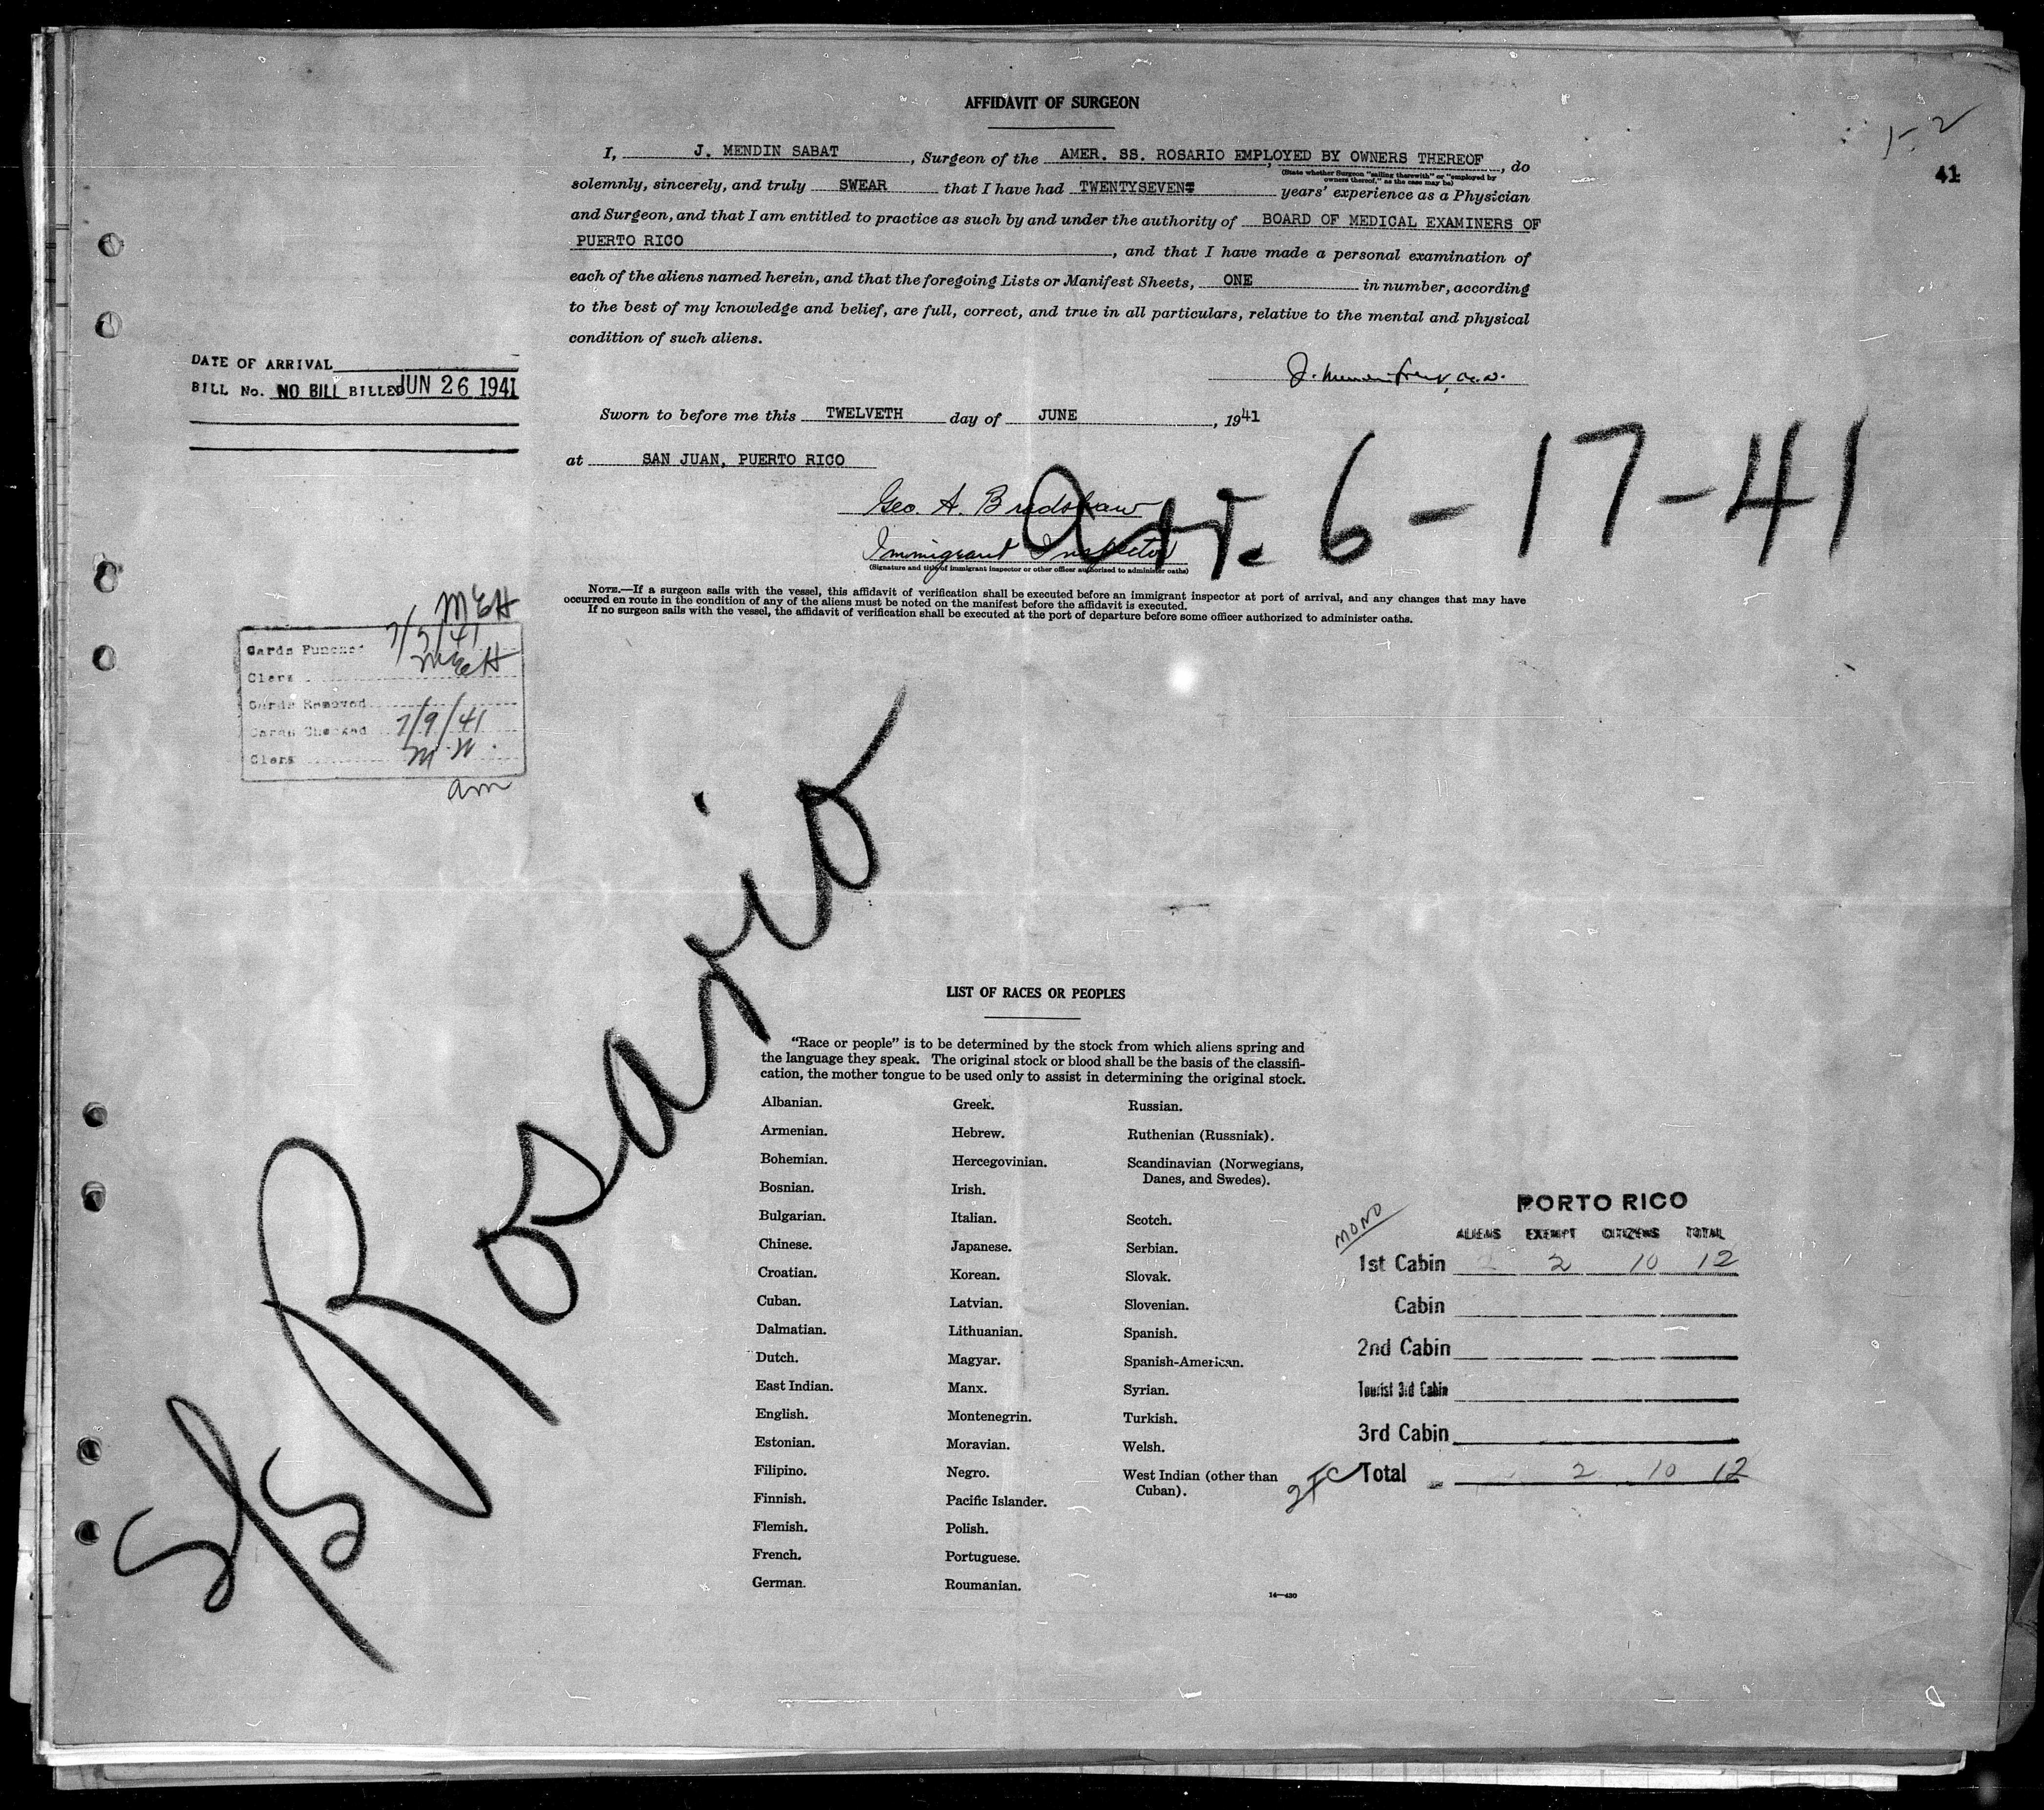 AFFIDAVIT OF SURGEON
41
I, J. MENDIN SABAT, Surgeon of the AMER. SS. ROSARIO EMPLOYED BY OWNERS THEREOF, do
(State whether Surgeon "sailing therewith" or "employed by
owners thereof," as the case may be)
solemnly, sincerely, and truly SWEAR that I have had TWENTYSEVEN years' experience as a Physician
and Surgeon, and that I am entitled to practice as such by and under the authority of BOARD OF MEDICAL EXAMINERS OF
PUERTO RICO, and that I have made a personal examination of
each of the aliens named herein, and that the foregoing Lists or Manifest Sheets, ONE in number, according
to the best of my knowledge and belief, are full, correct, and true in all particulars, relative to the mental and physical
condition of such aliens.
DATE OF ARRIVAL
BILL No. NO BILL BILLED JUN 26 1941
Sworn to before me this TWELVETH day of JUNE, 1941
at SAN JUAN, PUERTO RICO
Geo. A. Bradshaw
Arr. 6-17-41
Immigrant Inspector
(Signature and title of immigrant inspector or other officer authorized to administer oaths)
NOTE.—If a surgeon sails with the vessel, this affidavit of verification shall be executed before an immigrant inspector at port of arrival, and any changes that may have
occurred en route in the condition of any of the aliens must be noted on the manifest before the affidavit is executed.
If no surgeon sails with the vessel, the affidavit of verification shall be executed at the port of departure before some officer authorized to administer oaths.
MEH
Cards Punched 7/5/41
Clerk MEH
Cards Removed
Cards Checked 7/9/41
Clerk M N.
am
S/S Rosario
LIST OF RACES OR PEOPLES
"Race or people" is to be determined by the stock from which aliens spring and
the language they speak. The original stock or blood shall be the basis of the classifi-
cation, the mother tongue to be used only to assist in determining the original stock.
Albanian.
Armenian.
Bohemian.
Bosnian.
Bulgarian.
Chinese.
Croatian.
Cuban.
Dalmatian.
Dutch.
East Indian.
English.
Estonian.
Filipino.
Finnish.
Flemish.
French.
German.
Greek.
Hebrew.
Hercegovinian.
Irish.
Italian.
Japanese.
Korean.
Latvian.
Lithuanian.
Magyar.
Manx.
Montenegrin.
Moravian.
Negro.
Pacific Islander.
Polish.
Portuguese.
Roumanian.
Russian.
Ruthenian (Russniak).
Scandinavian (Norwegians,
Danes, and Swedes).
Scotch.
Serbian.
Slovak.
Slovenian.
Spanish.
Spanish-American.
Syrian.
Turkish.
Welsh.
West Indian (other than
Cuban).
14—430
MONO
PORTO RICO
ALIENS EXEMPT CITIZENS TOTAL
1st Cabin 2 10 12
Cabin
2nd Cabin
Tourist 3rd Cabin
3rd Cabin
Total 2 10 12